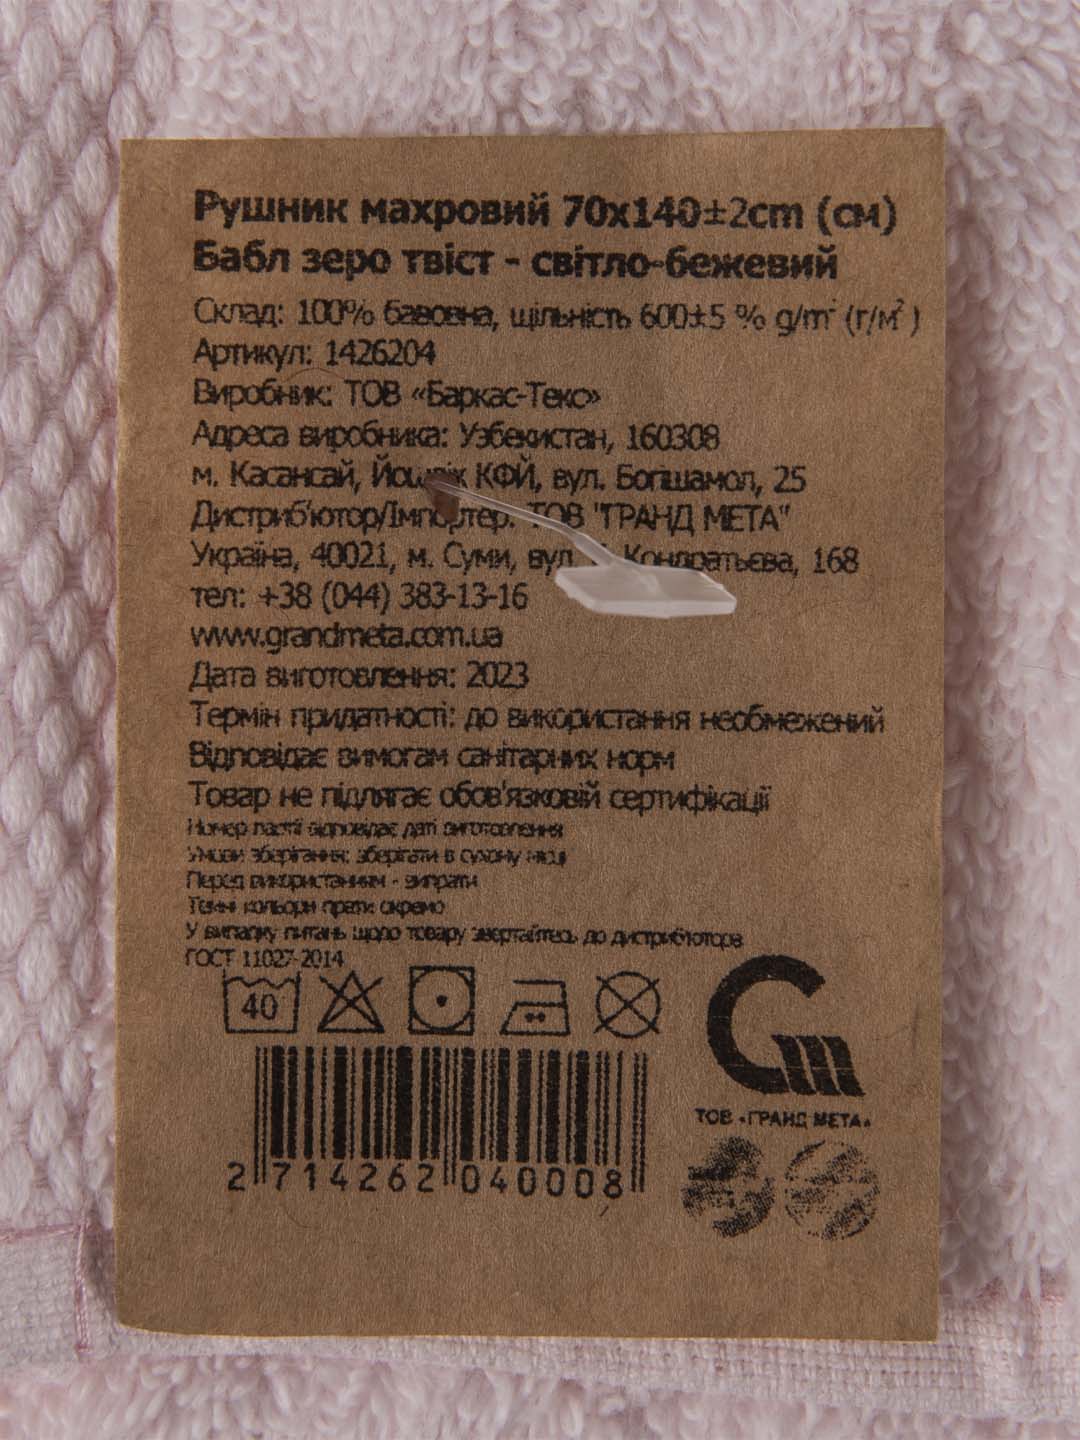 Рушник махровий 70x140±2cm (см)
Бабл зеро твіст - світло-бежевий
Склад: 100% бавовна, щільність 600±5 % g/m² (г/м²)
Артикул: 1426204
Виробник: ТОВ «Баркас-Текс»
Адреса виробника: Узбекистан, 160308
м. Касансай, КФЙ, вул. Богішамол, 25
Дистриб'ютор/Імпортер: ТОВ "ГРАНД МЕТА"
Україна, 40021, м. Суми, вул. Кондратьєва, 168
тел: +38 (044) 383-13-16
www.grandmeta.com.ua
Дата виготовлення: 2023
Термін придатності: до використання необмежений
Відповідає вимогам санітарних норм
Товар не підлягає обов'язковій сертифікації
Номер партії відповідає даті виготовлення
Умови зберігання: зберігати в сухому місці
Перед використанням - випрати
Темні кольори прати окремо
У випадку питань щодо товару звертайтесь до дистриб'ютора
ГОСТ 11027-2014
40
ТОВ «ГРАНД МЕТА»
2 714262 040008